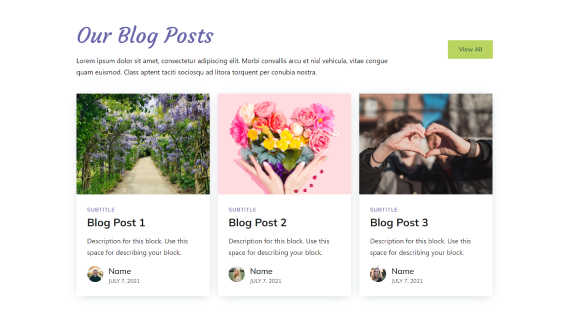 Our Blog Posts
View All
Lorem ipsum dolor sit amet, consectetur adipiscing elit. Morbi convallis arcu et nisl vehicula, vitae congue
quam euismod. Class aptent taciti sociosqu ad litora torquent per conubia nostra.
SUBTITLE
Blog Post 1
Description for this block. Use this
space for describing your block.
Name
JULY 7, 2021
SUBTITLE
Blog Post 2
Description for this block. Use this
space for describing your block.
Name
JULY 7, 2021
SUBTITLE
Blog Post 3
Description for this block. Use this
space for describing your block.
Name
JULY 7, 2021